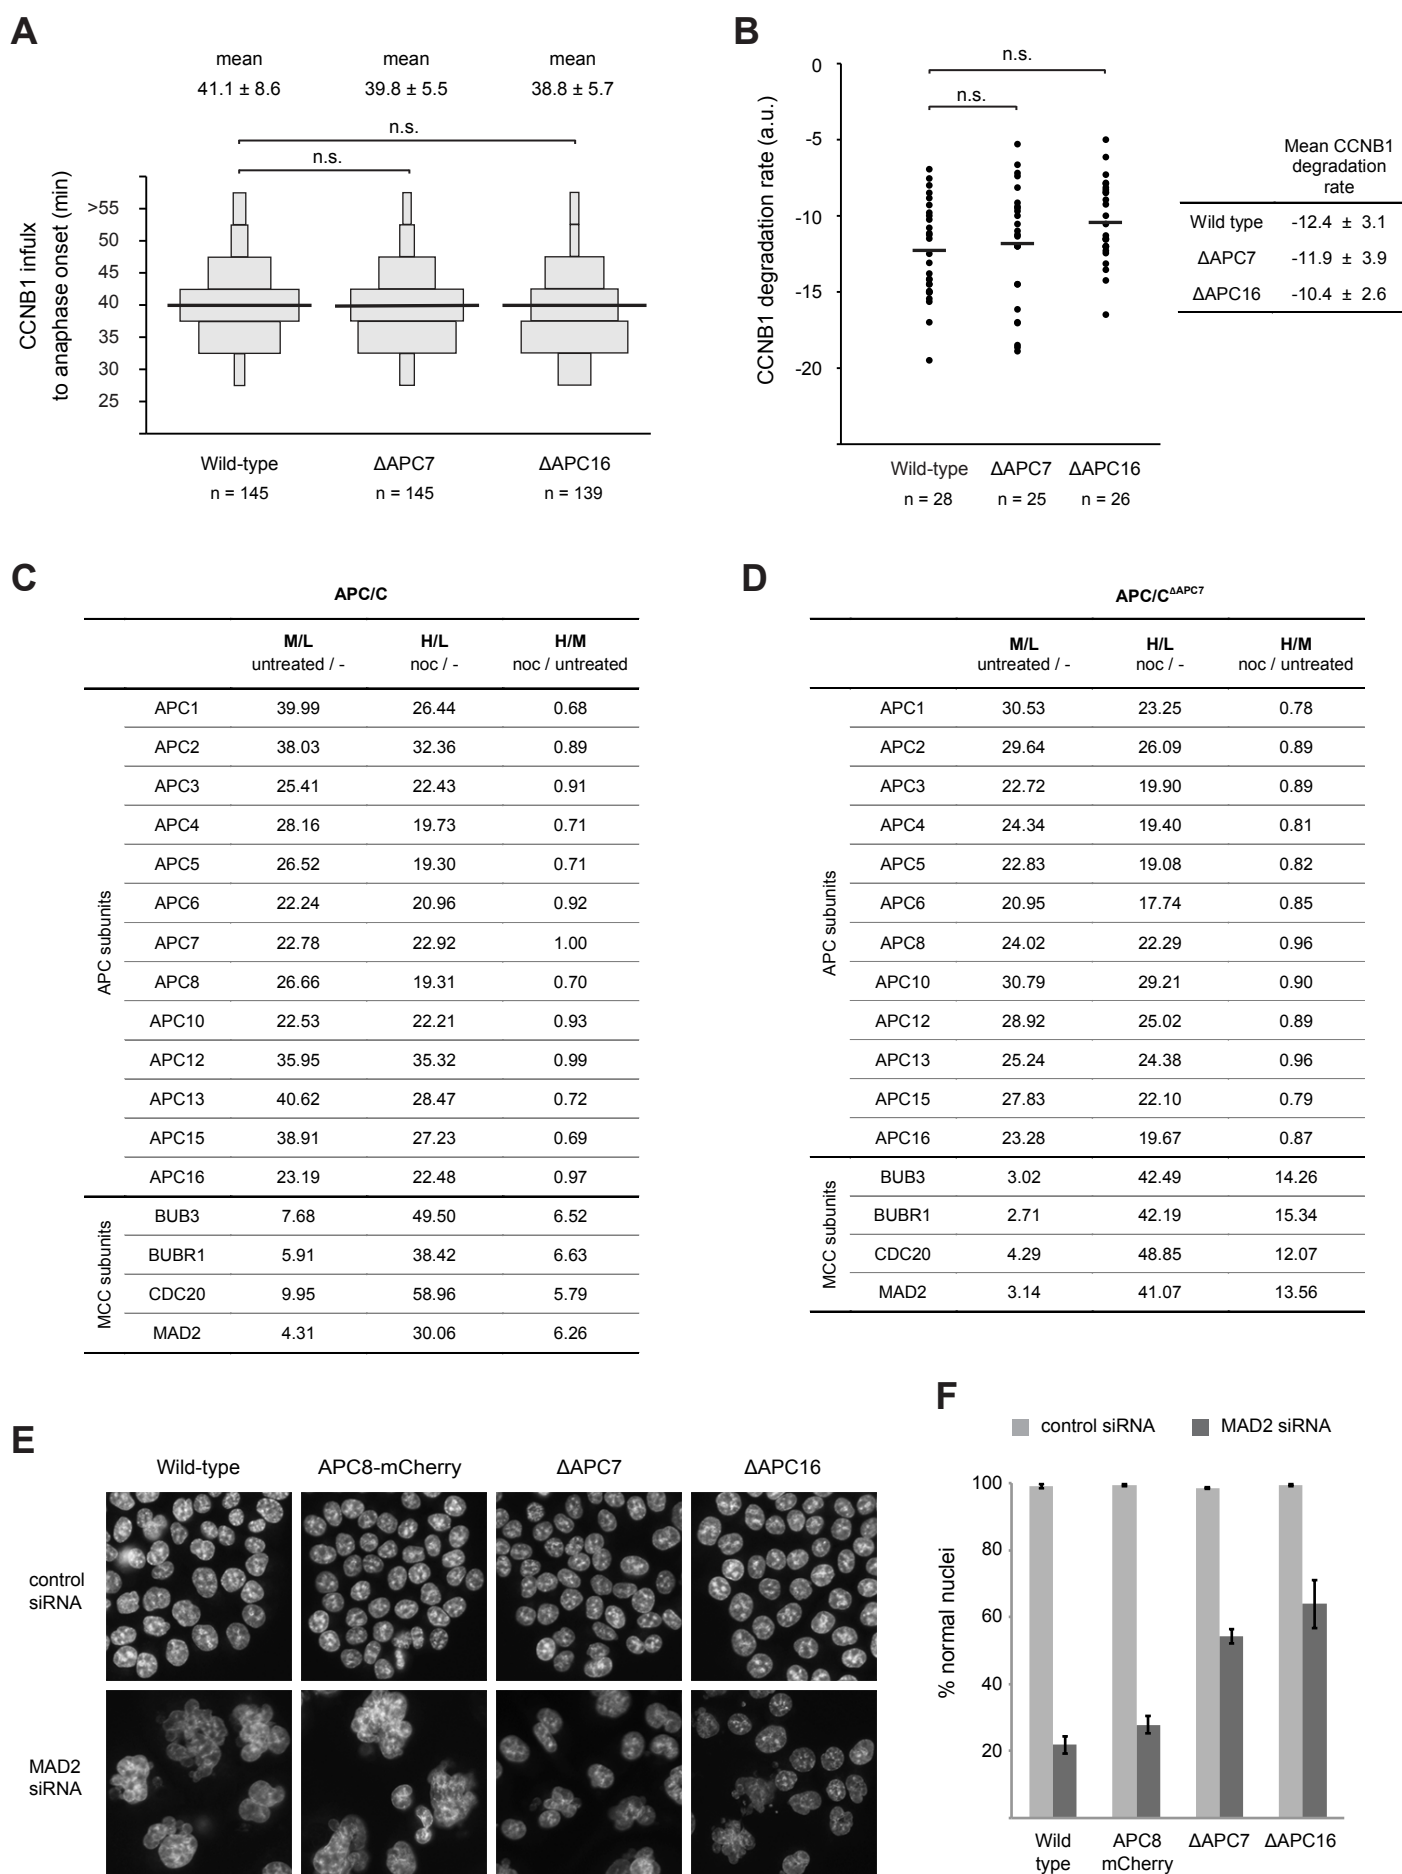 A
mean mean mean
41.1 ± 8.6 39.8 ± 5.5 38.8 ± 5.7
n.s.
n.s.
CCNB1 infulx
to anaphase onset (min)
>55
50
45
40
35
30
25
Wild-type ΔAPC7 ΔAPC16
n = 145 n = 145 n = 139
B
n.s.
n.s.
CCNB1 degradation rate (a.u.)
0
-5
-10
-15
-20
Wild-type ΔAPC7 ΔAPC16
n = 28 n = 25 n = 26
Mean CCNB1
degradation
rate
Wild type -12.4 ± 3.1
ΔAPC7 -11.9 ± 3.9
ΔAPC16 -10.4 ± 2.6
C
APC/C
M/L H/L H/M
untreated / - noc / - noc / untreated
APC subunits
APC1 39.99 26.44 0.68
APC2 38.03 32.36 0.89
APC3 25.41 22.43 0.91
APC4 28.16 19.73 0.71
APC5 26.52 19.30 0.71
APC6 22.24 20.96 0.92
APC7 22.78 22.92 1.00
APC8 26.66 19.31 0.70
APC10 22.53 22.21 0.93
APC12 35.95 35.32 0.99
APC13 40.62 28.47 0.72
APC15 38.91 27.23 0.69
APC16 23.19 22.48 0.97
MCC subunits
BUB3 7.68 49.50 6.52
BUBR1 5.91 38.42 6.63
CDC20 9.95 58.96 5.79
MAD2 4.31 30.06 6.26
D
APC/CΔAPC7
M/L H/L H/M
untreated / - noc / - noc / untreated
APC subunits
APC1 30.53 23.25 0.78
APC2 29.64 26.09 0.89
APC3 22.72 19.90 0.89
APC4 24.34 19.40 0.81
APC5 22.83 19.08 0.82
APC6 20.95 17.74 0.85
APC8 24.02 22.29 0.96
APC10 30.79 29.21 0.90
APC12 28.92 25.02 0.89
APC13 25.24 24.38 0.96
APC15 27.83 22.10 0.79
APC16 23.28 19.67 0.87
MCC subunits
BUB3 3.02 42.49 14.26
BUBR1 2.71 42.19 15.34
CDC20 4.29 48.85 12.07
MAD2 3.14 41.07 13.56
E
Wild-type APC8-mCherry ΔAPC7 ΔAPC16
control
siRNA
MAD2
siRNA
F
control siRNA MAD2 siRNA
% normal nuclei
100
80
60
40
20
Wild
type
APC8
mCherry
ΔAPC7
ΔAPC16